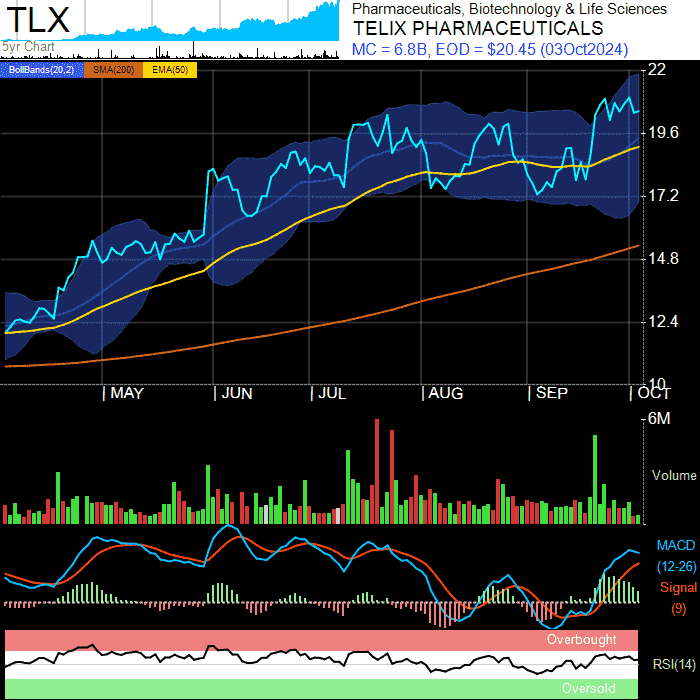 TLX
5yr Chart
Pharmaceuticals, Biotechnology & Life Sciences
TELIX PHARMACEUTICALS
MC = 6.8B, EOD = $20.45 (03Oct2024)
BollBands(20,2) SMA(200) EMA(50)
22
19.6
17.2
14.8
12.4
10
MAY JUN JUL AUG SEP OCT
6M
Volume
MACD
(12-26)
Signal
(9)
Overbought
RSI(14)
Oversold